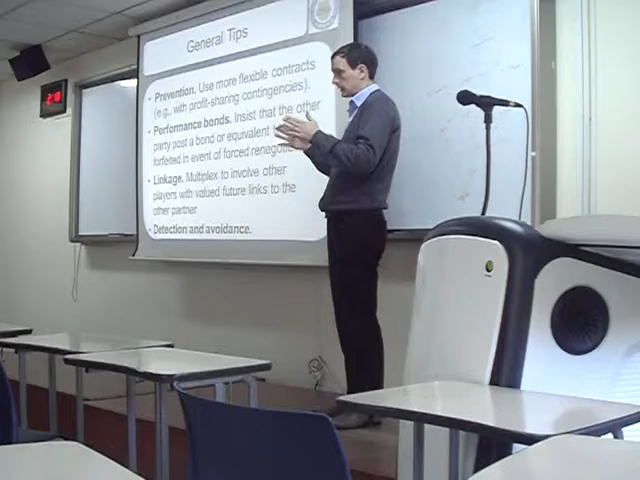 General Tips
• Prevention. Use more flexible contracts
(e.g., with profit-sharing contingencies).
• Performance bonds. Insist that the other
party post a bond or equivalent
forfeited in event of forced
• Linkage. Multiplex to involve other
players with valued future links to the
other partner
• Detection and avoidance.